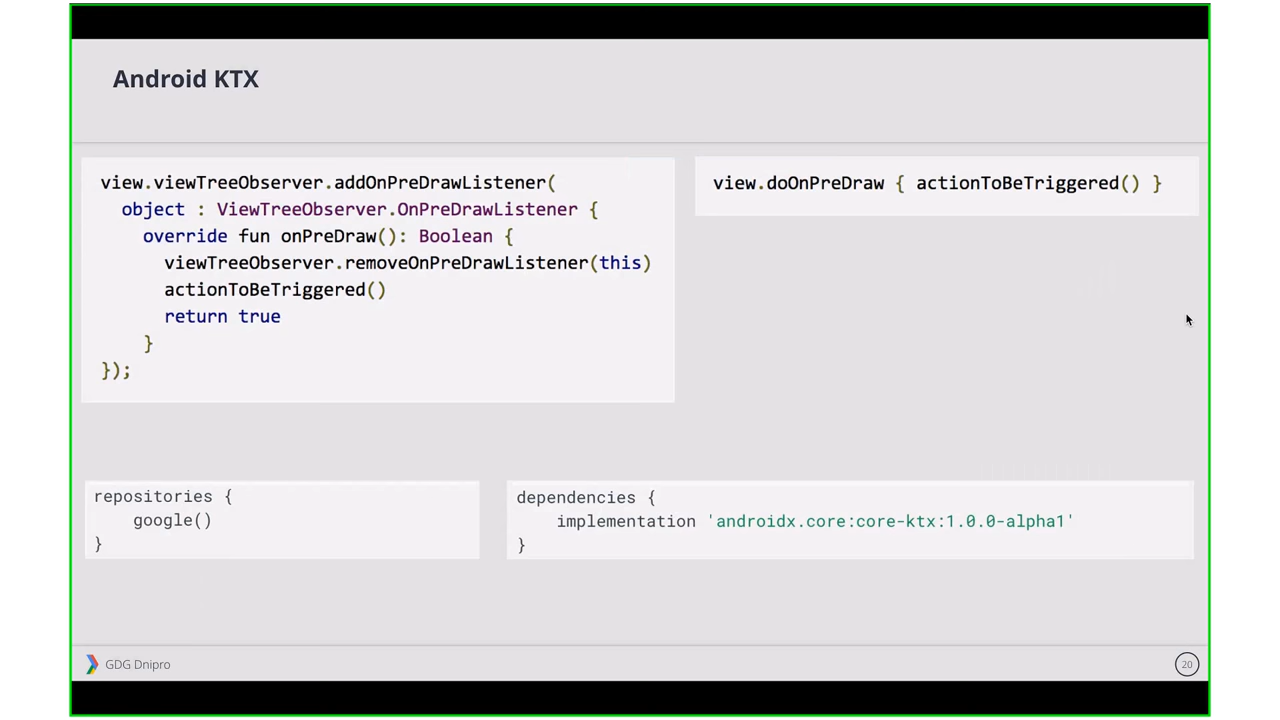 Android KTX
view.viewTreeObserver.addOnPreDrawListener(
  object : ViewTreeObserver.OnPreDrawListener {
    override fun onPreDraw(): Boolean {
      viewTreeObserver.removeOnPreDrawListener(this)
      actionToBeTriggered()
      return true
    }
});
view.doOnPreDraw { actionToBeTriggered() }
repositories {
    google()
}
dependencies {
    implementation 'androidx.core:core-ktx:1.0.0-alpha1'
}
GDG Dnipro
20